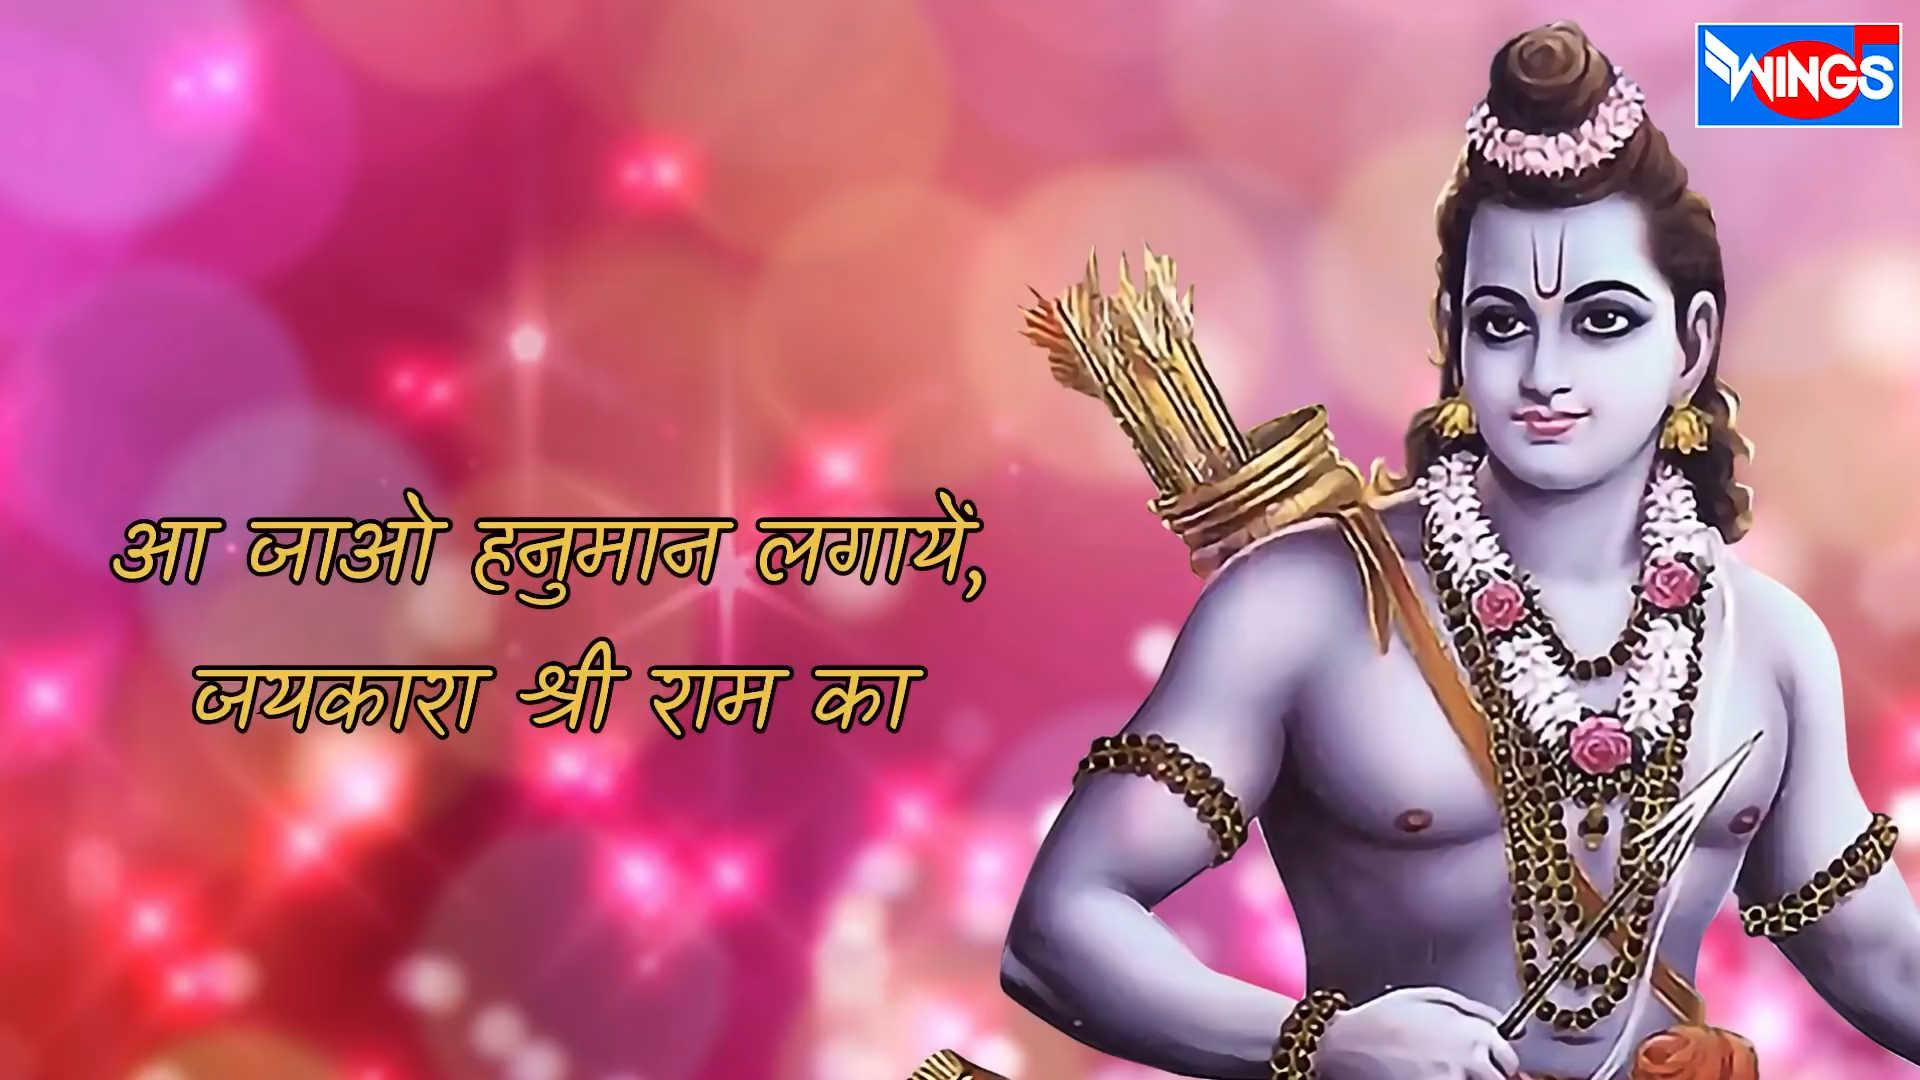 WINGS
आ जाओ हनुमान लगायें,
जयकारा श्री राम का